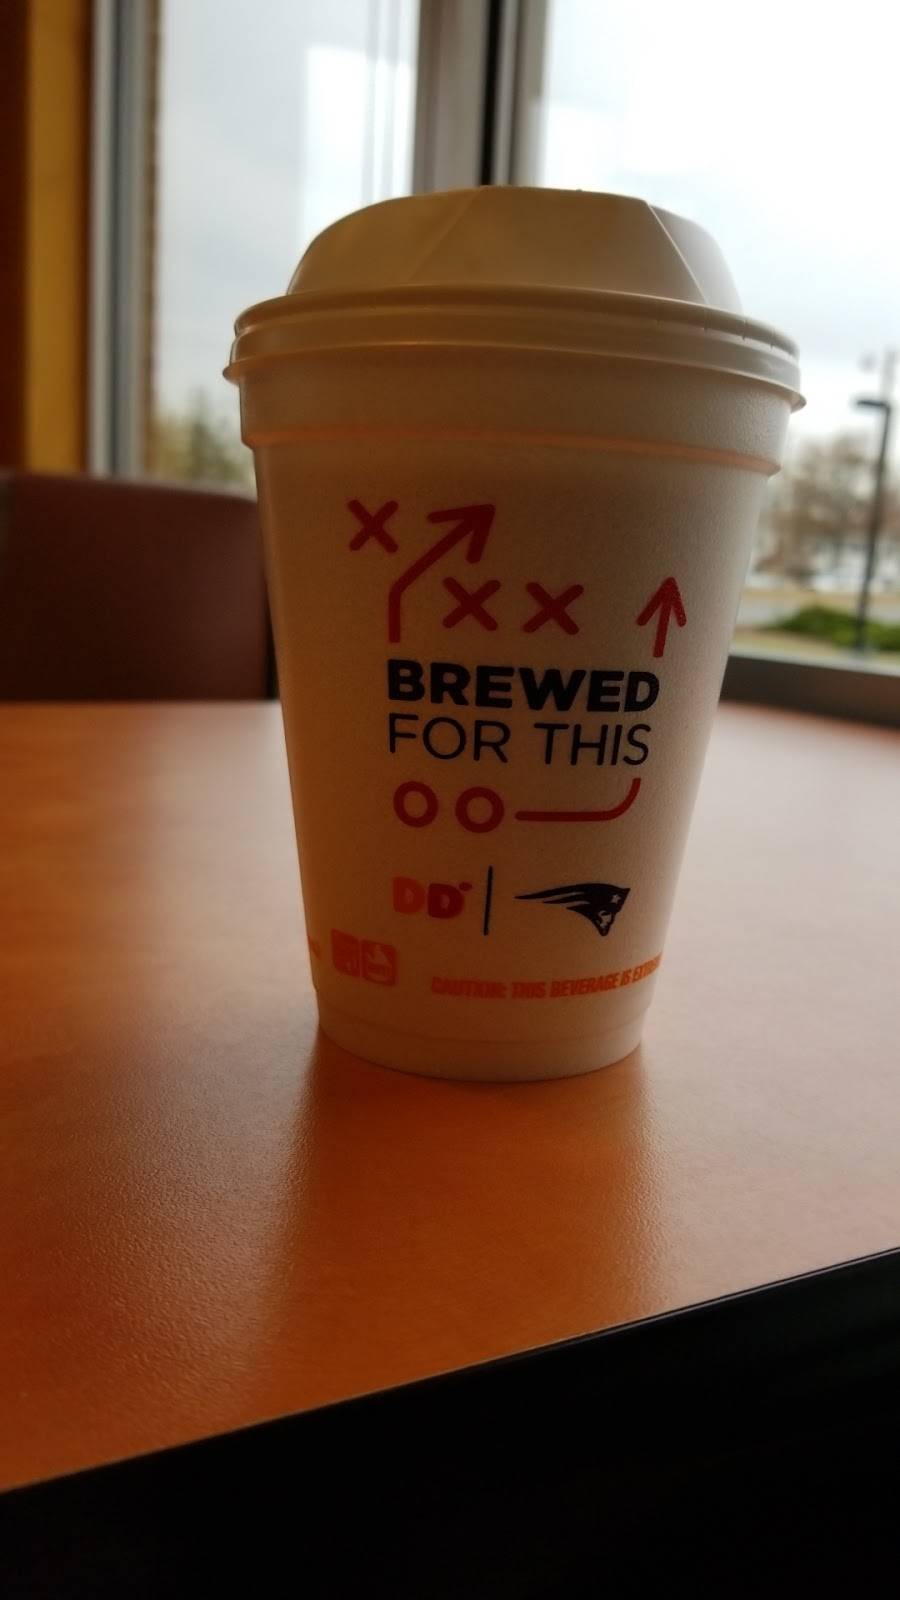 BREWED
FOR THIS
DD
CAUTION: THIS BEVERAGE IS